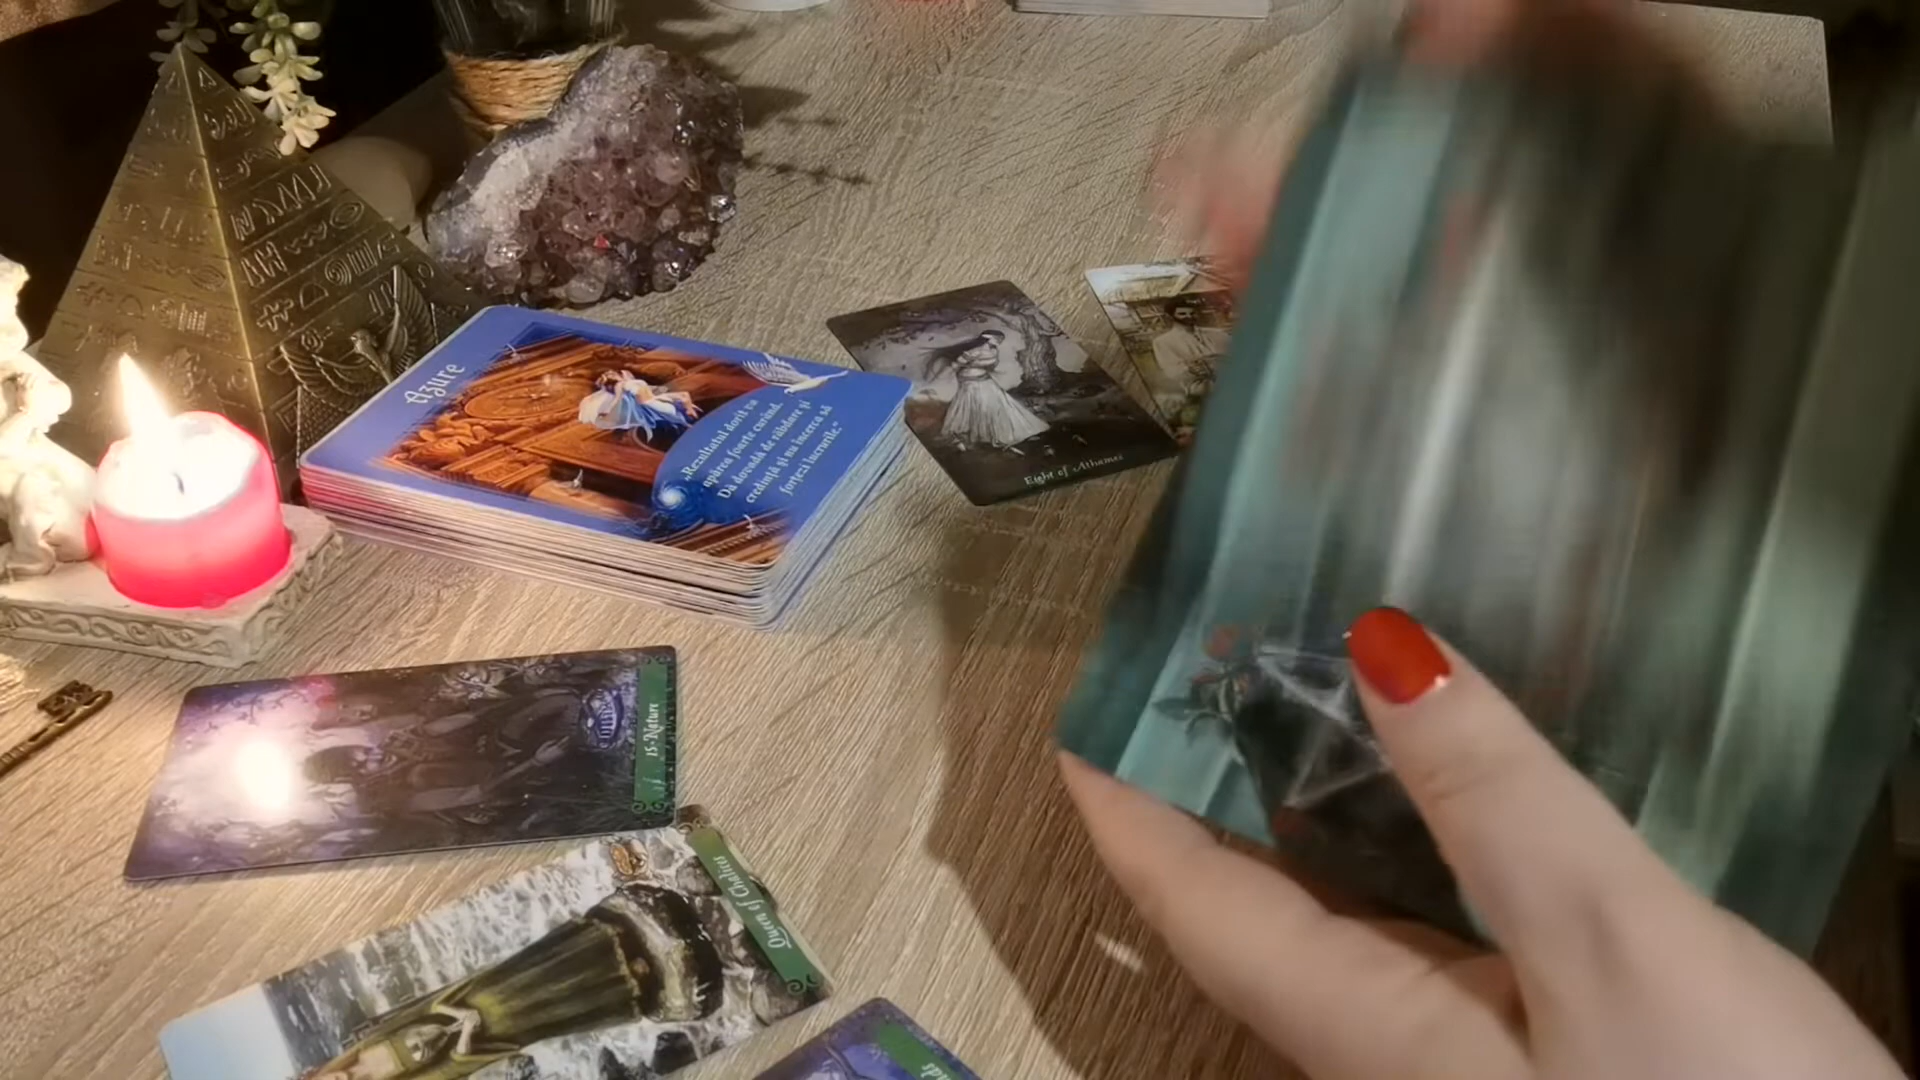 Azure
„Rezultatul dorit va
apărea foarte curând.
Dă dovadă de răbdare și
credință și nu încerca să
forțezi lucrurile.”
Eight of Athames
15-Nature
Queen of Chalices